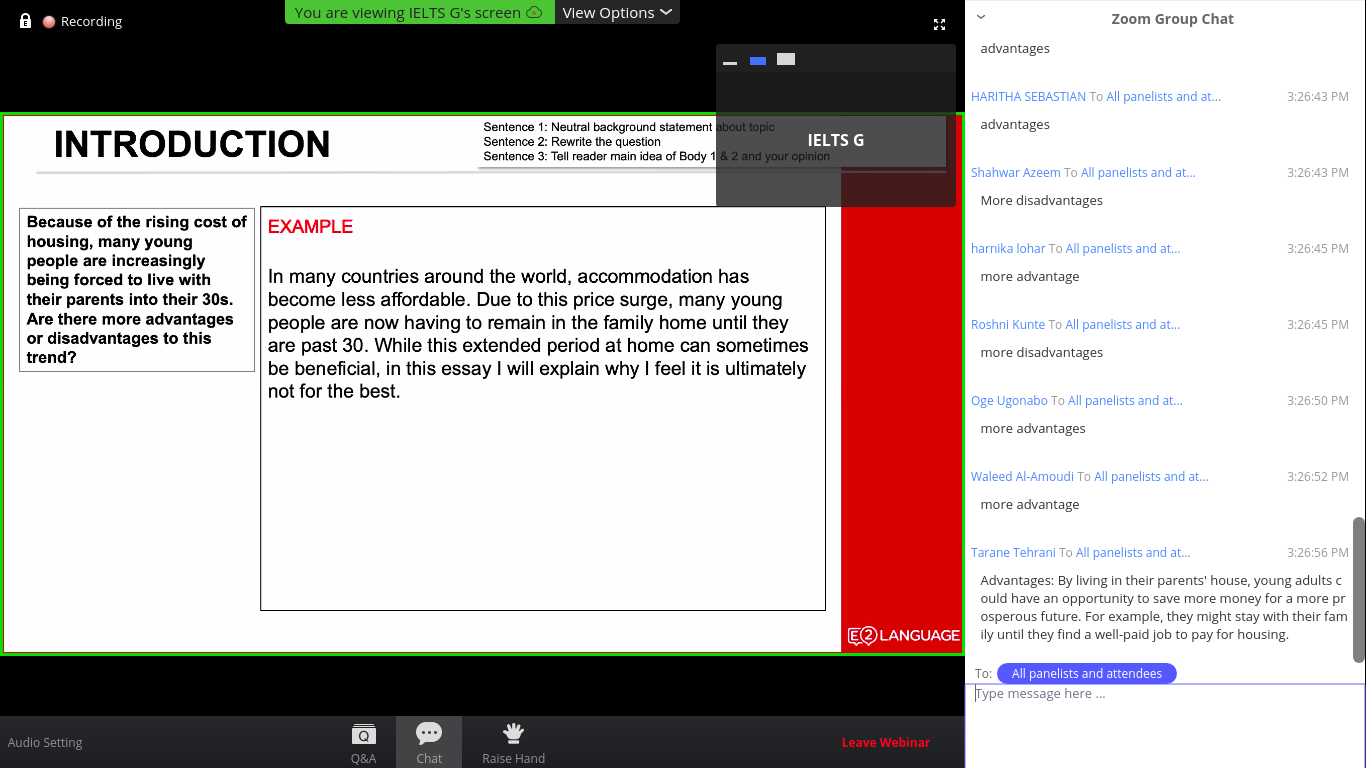 Recording
You are viewing IELTS G's screen
View Options
INTRODUCTION
Sentence 1: Neutral background statement about topic
Sentence 2: Rewrite the question
Sentence 3: Tell reader main idea of Body 1 & 2 and your opinion
IELTS G
Because of the rising cost of
housing, many young
people are increasingly
being forced to live with
their parents into their 30s.
Are there more advantages
or disadvantages to this
trend?
EXAMPLE
In many countries around the world, accommodation has
become less affordable. Due to this price surge, many young
people are now having to remain in the family home until they
are past 30. While this extended period at home can sometimes
be beneficial, in this essay I will explain why I feel it is ultimately
not for the best.
E2 LANGUAGE
Audio Setting
Q&A
Chat
Raise Hand
Leave Webinar
Zoom Group Chat
advantages
HARITHA SEBASTIAN To All panelists and at... 3:26:43 PM
advantages
Shahwar Azeem To All panelists and at... 3:26:43 PM
More disadvantages
harnika lohar To All panelists and at... 3:26:45 PM
more advantage
Roshni Kunte To All panelists and at... 3:26:45 PM
more disadvantages
Oge Ugonabo To All panelists and at... 3:26:50 PM
more advantages
Waleed Al-Amoudi To All panelists and at... 3:26:52 PM
more advantage
Tarane Tehrani To All panelists and at... 3:26:56 PM
Advantages: By living in their parents' house, young adults c
ould have an opportunity to save more money for a more pr
osperous future. For example, they might stay with their fam
ily until they find a well-paid job to pay for housing.
To: All panelists and attendees
Type message here ...